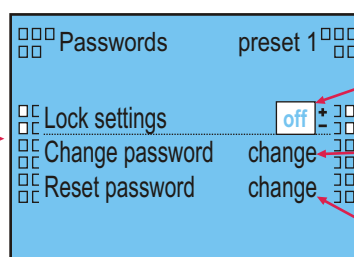 Passwords preset 1
Lock settings off + -
Change password change
Reset password change